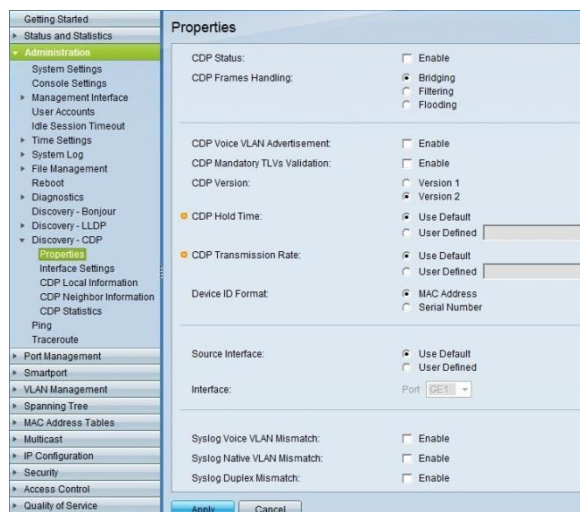 Getting Started
Status and Statistics
Administration
System Settings
Console Settings
Management Interface
User Accounts
Idle Session Timeout
Time Settings
System Log
File Management
Reboot
Diagnostics
Discovery - Bonjour
Discovery - LLDP
Discovery - CDP
Properties
Interface Settings
CDP Local Information
CDP Neighbor Information
CDP Statistics
Ping
Traceroute
Port Management
Smartport
VLAN Management
Spanning Tree
MAC Address Tables
Multicast
IP Configuration
Security
Access Control
Quality of Service
Properties
CDP Status: Enable
CDP Frames Handling: Bridging
Filtering
Flooding
CDP Voice VLAN Advertisement: Enable
CDP Mandatory TLVs Validation: Enable
CDP Version: Version 1
Version 2
CDP Hold Time: Use Default
User Defined
CDP Transmission Rate: Use Default
User Defined
Device ID Format: MAC Address
Serial Number
Source Interface: Use Default
User Defined
Interface: Port GE1
Syslog Voice VLAN Mismatch: Enable
Syslog Native VLAN Mismatch: Enable
Syslog Duplex Mismatch: Enable
Apply Cancel